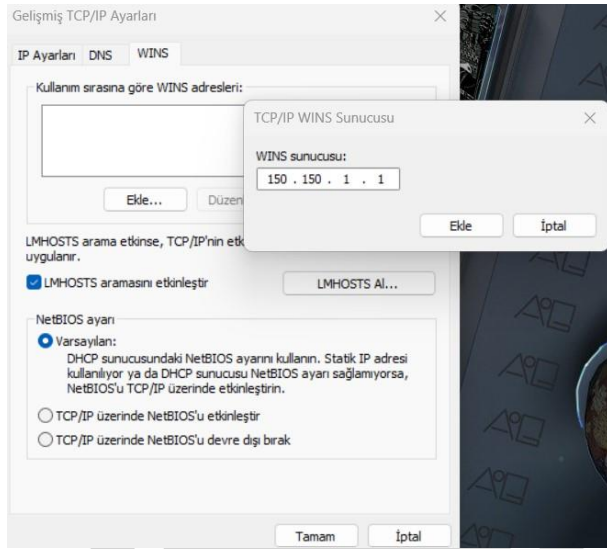 Gelişmiş TCP/IP Ayarları
IP Ayarları DNS WINS
Kullanım sırasına göre WINS adresleri:
Ekle... Düzen
LMHOSTS arama etkinse, TCP/IP'nin etk
uygulanır.
LMHOSTS aramasını etkinleştir
LMHOSTS Al...
NetBIOS ayarı
Varsayılan:
DHCP sunucusundaki NetBIOS ayarını kullanın. Statik IP adresi
kullanılıyor ya da DHCP sunucusu NetBIOS ayarı sağlamıyorsa,
NetBIOS'u TCP/IP üzerinde etkinleştirin.
TCP/IP üzerinde NetBIOS'u etkinleştir
TCP/IP üzerinde NetBIOS'u devre dışı bırak
Tamam İptal
TCP/IP WINS Sunucusu
WINS sunucusu:
150 . 150 . 1 . 1
Ekle İptal